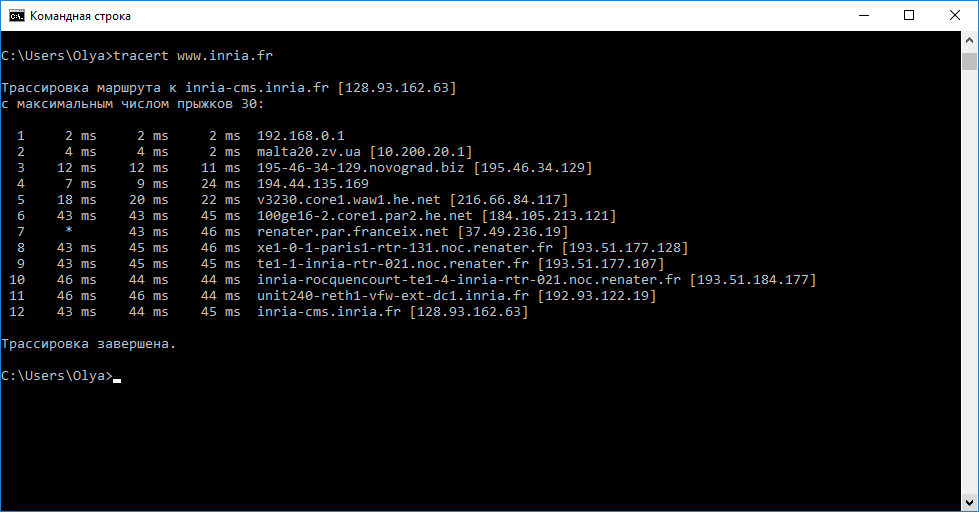 Командная строка
C:\Users\Olya>tracert www.inria.fr
Трассировка маршрута к inria-cms.inria.fr [128.93.162.63]
с максимальным числом прыжков 30:
1 2 ms 2 ms 2 ms 192.168.0.1
2 4 ms 4 ms 2 ms malta20.zv.ua [10.200.20.1]
3 12 ms 12 ms 11 ms 195-46-34-129.novograd.biz [195.46.34.129]
4 7 ms 9 ms 24 ms 194.44.135.169
5 18 ms 20 ms 22 ms v3230.core1.waw1.he.net [216.66.84.117]
6 43 ms 43 ms 45 ms 100ge16-2.core1.par2.he.net [184.105.213.121]
7 * 43 ms 46 ms renater.par.franceix.net [37.49.236.19]
8 43 ms 45 ms 46 ms xe1-0-1-paris1-rtr-131.noc.renater.fr [193.51.177.128]
9 43 ms 45 ms 45 ms te1-1-inria-rtr-021.noc.renater.fr [193.51.177.107]
10 46 ms 44 ms 44 ms inria-rocquencourt-te1-4-inria-rtr-021.noc.renater.fr [193.51.184.177]
11 46 ms 46 ms 44 ms unit240-reth1-vfw-ext-dc1.inria.fr [192.93.122.19]
12 43 ms 44 ms 45 ms inria-cms.inria.fr [128.93.162.63]
Трассировка завершена.
C:\Users\Olya>